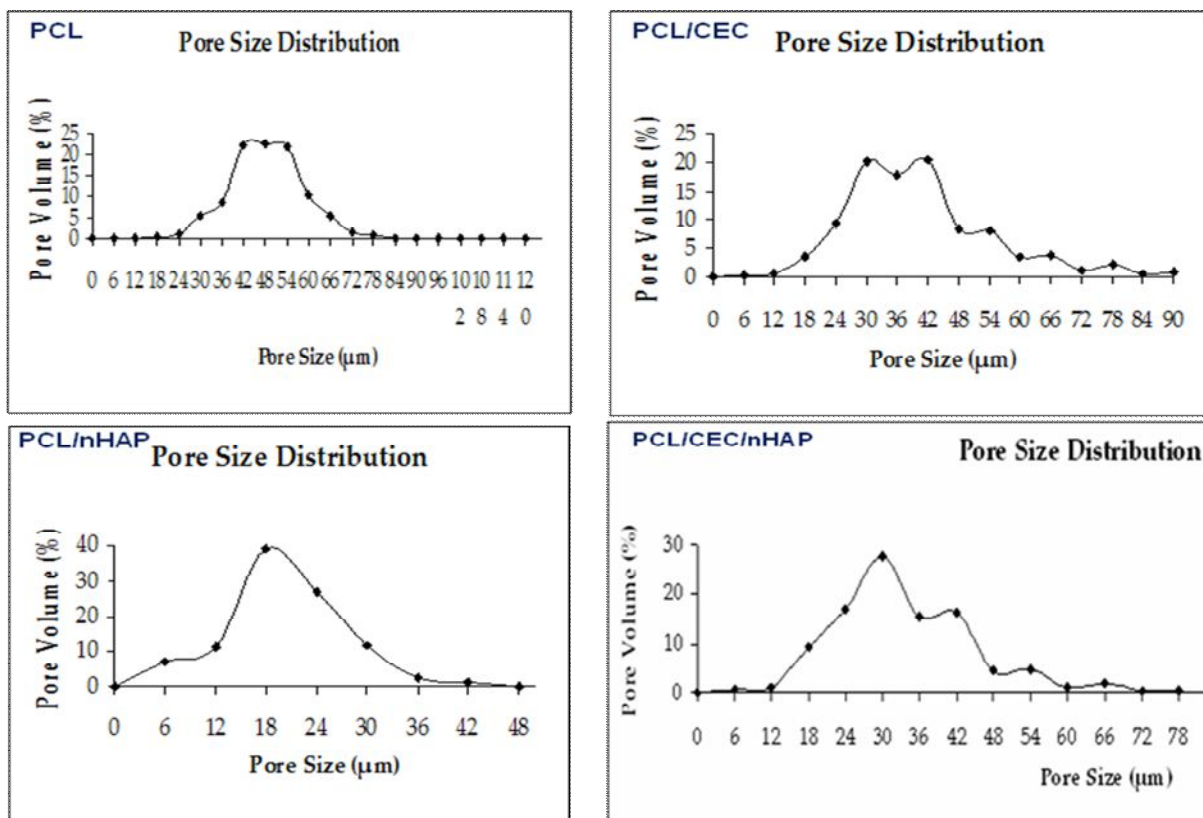 PCL
Pore Size Distribution
Pore Volume (%)
25
20
15
10
5
0
0 6 12 18 24 30 36 42 48 54 60 66 72 78 84 90 96 10 10 11 12
2 8 4 0
Pore Size (μm)
PCL/CEC
Pore Size Distribution
Pore Volume (%)
25
20
15
10
5
0
0 6 12 18 24 30 36 42 48 54 60 66 72 78 84 90
Pore Size (μm)
PCL/nHAP
Pore Size Distribution
Pore Volume (%)
40
30
20
10
0
0 6 12 18 24 30 36 42 48
Pore Size (μm)
PCL/CEC/nHAP
Pore Size Distribution
Pore Volume (%)
30
20
10
0
0 6 12 18 24 30 36 42 48 54 60 66 72 78
Pore Size (μm)